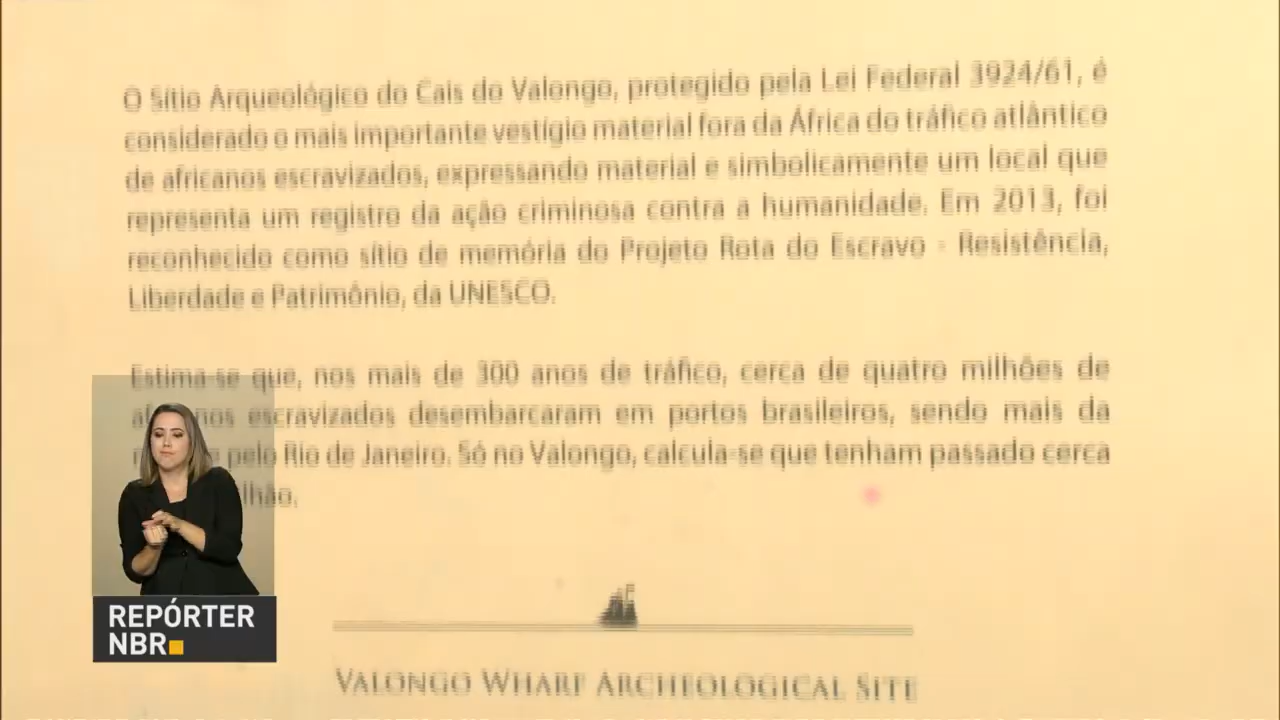 O Sítio Arqueológico do Cais do Valongo, protegido pela Lei Federal 3924/61, é
considerado o mais importante vestígio material fora da África do tráfico atlântico
de africanos escravizados, expressando material e simbolicamente um local que
representa um registro da ação criminosa contra a humanidade. Em 2013, foi
reconhecido como sítio de memória do Projeto Rota do Escravo - Resistência,
Liberdade e Patrimônio, da UNESCO.
Estima-se que, nos mais de 300 anos de tráfico, cerca de quatro milhões de
escravizados desembarcaram em portos brasileiros, sendo mais da
pelo Rio de Janeiro. Só no Valongo, calcula-se que tenham passado cerca
REPÓRTER
NBR
VALONGO WHARF ARCHEOLOGICAL SITE